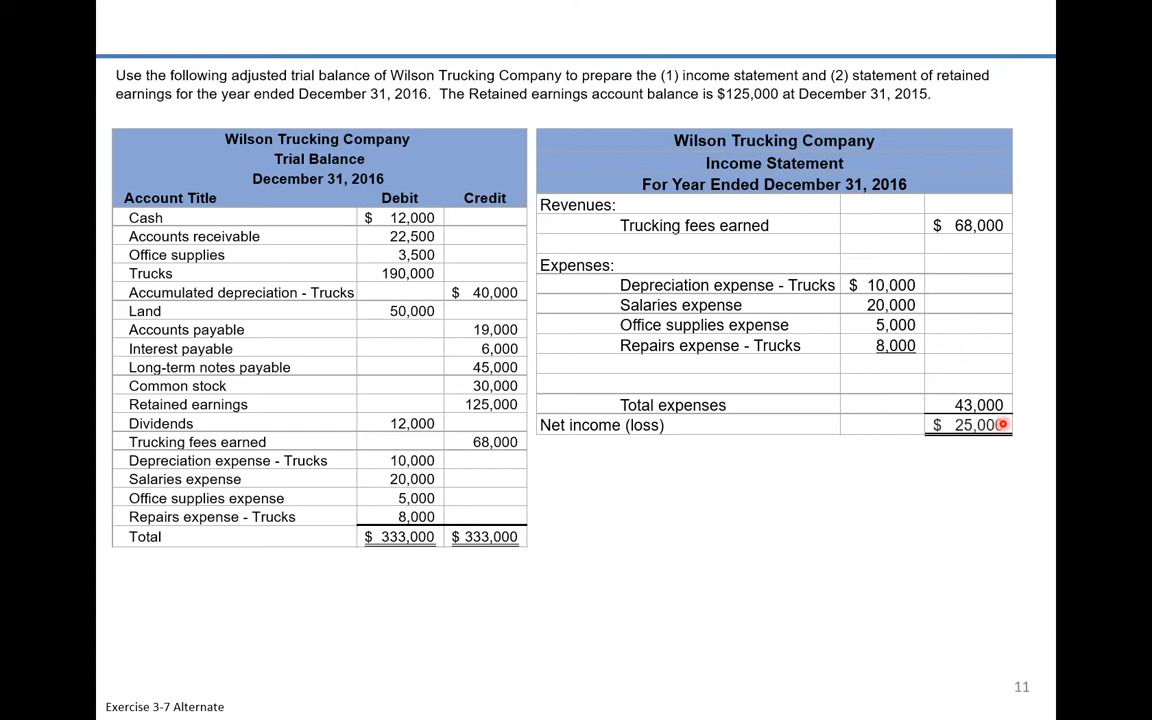 Use the following adjusted trial balance of Wilson Trucking Company to prepare the (1) income statement and (2) statement of retained
earnings for the year ended December 31, 2016.  The Retained earnings account balance is $125,000 at December 31, 2015.
Wilson Trucking Company
Trial Balance
December 31, 2016
Account Title Debit Credit
Cash $ 12,000
Accounts receivable 22,500
Office supplies 3,500
Trucks 190,000
Accumulated depreciation - Trucks $ 40,000
Land 50,000
Accounts payable 19,000
Interest payable 6,000
Long-term notes payable 45,000
Common stock 30,000
Retained earnings 125,000
Dividends 12,000
Trucking fees earned 68,000
Depreciation expense - Trucks 10,000
Salaries expense 20,000
Office supplies expense 5,000
Repairs expense - Trucks 8,000
Total $ 333,000 $ 333,000
Wilson Trucking Company
Income Statement
For Year Ended December 31, 2016
Revenues:
Trucking fees earned $ 68,000
Expenses:
Depreciation expense - Trucks $ 10,000
Salaries expense 20,000
Office supplies expense 5,000
Repairs expense - Trucks 8,000
Total expenses 43,000
Net income (loss) $ 25,000
11
Exercise 3-7 Alternate